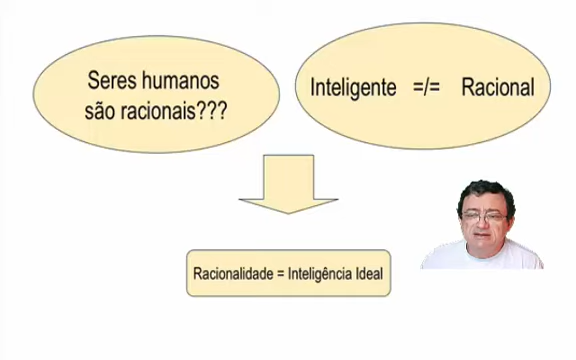 Seres humanos
são racionais???
Inteligente =/= Racional
Racionalidade = Inteligência Ideal